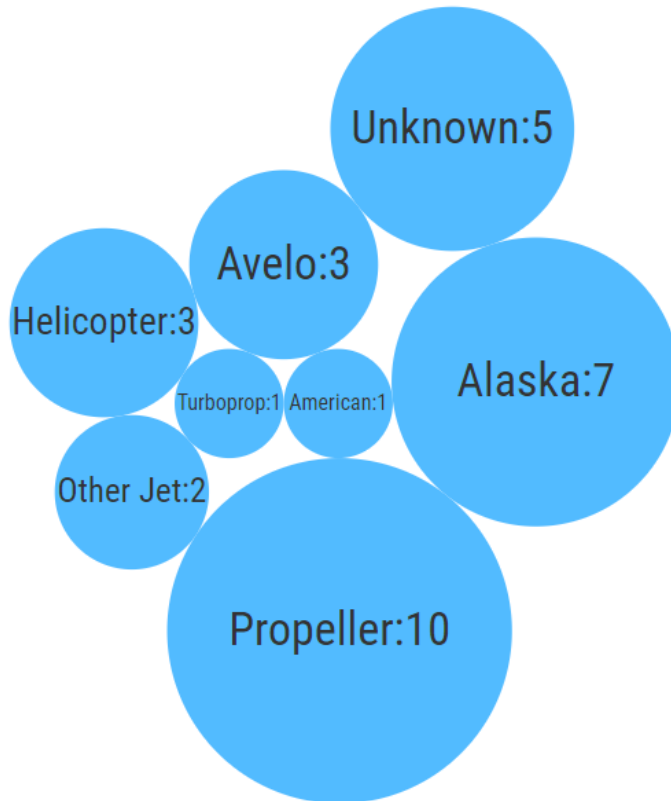 Unknown:5
Avelo:3
Helicopter:3
Alaska:7
Turboprop:1
American:1
Other Jet:2
Propeller:10